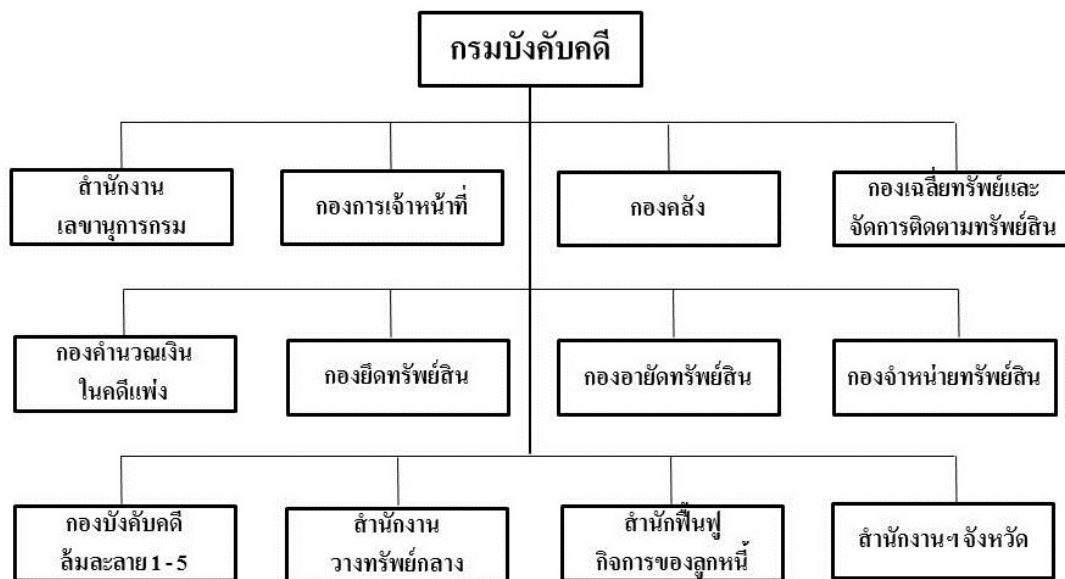 กรมบังคับคดี
สำนักงาน
เลขานุการกรม
กองการเจ้าหน้าที่
กองคลัง
กองเฉลี่ยทรัพย์และ
จัดการติดตามทรัพย์สิน
กองคำนวณเงิน
ในคดีแพ่ง
กองยึดทรัพย์สิน
กองอายัดทรัพย์สิน
กองจำหน่ายทรัพย์สิน
กองบังคับคดี
ล้มละลาย 1 - 5
สำนักงาน
วางทรัพย์กลาง
สำนักฟื้นฟู
กิจการของลูกหนี้
สำนักงานฯ จังหวัด